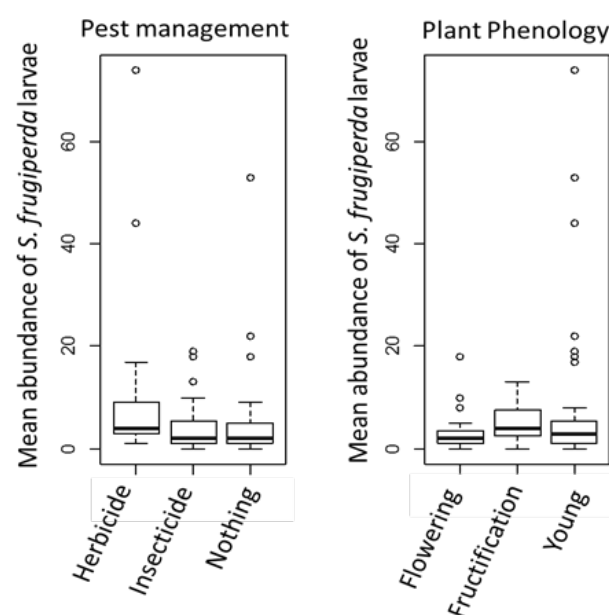 Pest management
Mean abundance of S. frugiperda larvae
60
40
20
0
Herbicide
Insecticide
Nothing
Plant Phenology
Mean abundance of S. frugiperda larvae
60
40
20
0
Flowering
Fructification
Young